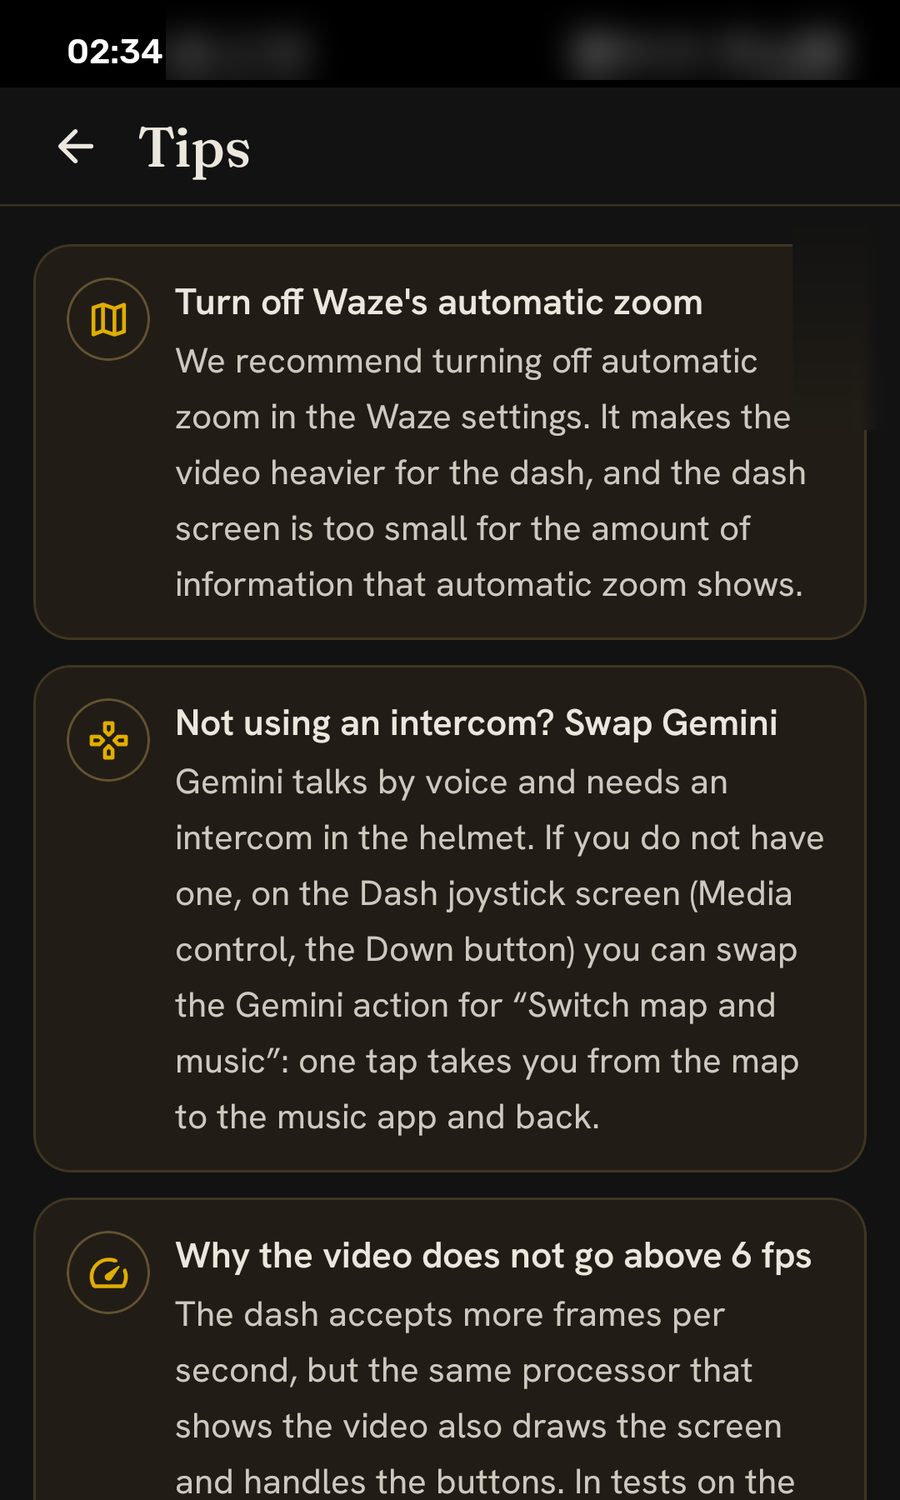 02:34
Tips
Turn off Waze's automatic zoom
We recommend turning off automatic
zoom in the Waze settings. It makes the
video heavier for the dash, and the dash
screen is too small for the amount of
information that automatic zoom shows.
Not using an intercom? Swap Gemini
Gemini talks by voice and needs an
intercom in the helmet. If you do not have
one, on the Dash joystick screen (Media
control, the Down button) you can swap
the Gemini action for “Switch map and
music”: one tap takes you from the map
to the music app and back.
Why the video does not go above 6 fps
The dash accepts more frames per
second, but the same processor that
shows the video also draws the screen
and handles the buttons. In tests on the